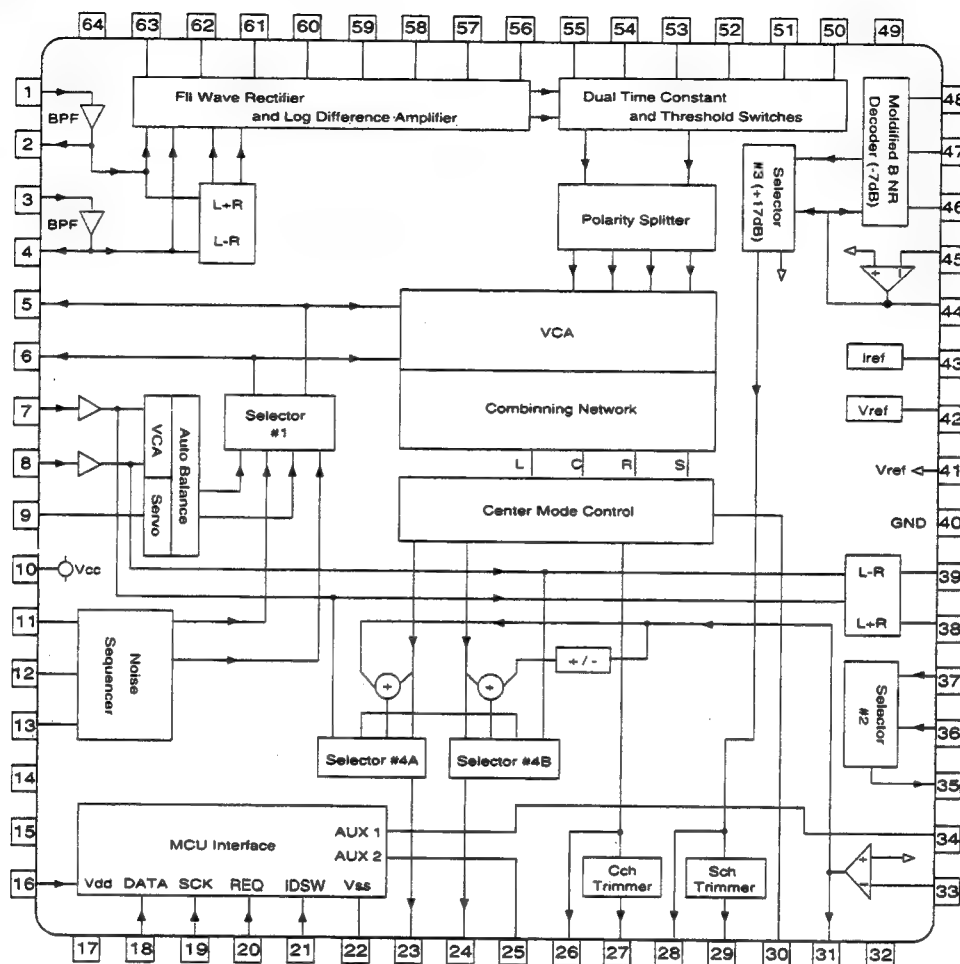 64 63 62 61 60 59 58 57 56 55 54 53 52 51 50 49
1
BPF
2
3
BPF
4
5
6
7
8
9
10
11
12
13
14
15
16
Fli Wave Rectifier
and Log Difference Amplifier
Dual Time Constant
and Threshold Switches
Moldified B NR
Decoder (-7dB)
Selector
#3 (+17dB)
L+R
L-R
Polarity Splitter
VCA
Combinning Network
L C R S
Center Mode Control
Selector
#1
VCA
Servo
Auto Balance
Vcc
Noise
Sequencer
+
-
Iref
Vref
Vref
GND
L-R
L+R
+
+
+/-
Selector #4A
Selector #4B
Selector
#2
MCU Interface
AUX 1
AUX 2
Vdd DATA SCK REQ IDSW Vss
Cch
Trimmer
Sch
Trimmer
+
-
48
47
46
45
44
43
42
41
40
39
38
37
36
35
34
33
17 18 19 20 21 22 23 24 25 26 27 28 29 30 31 32